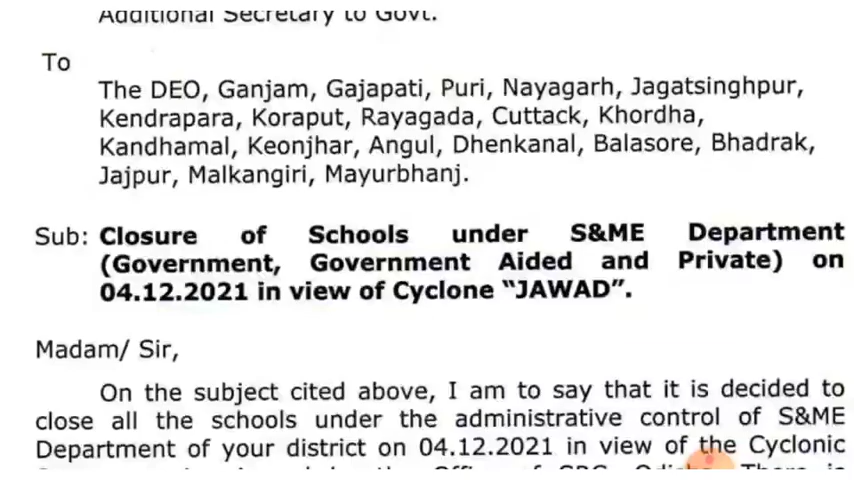 Additional Secretary to Govt.
To
The DEO, Ganjam, Gajapati, Puri, Nayagarh, Jagatsinghpur,
Kendrapara, Koraput, Rayagada, Cuttack, Khordha,
Kandhamal, Keonjhar, Angul, Dhenkanal, Balasore, Bhadrak,
Jajpur, Malkangiri, Mayurbhanj.
Sub: Closure of Schools under S&ME Department
(Government, Government Aided and Private) on
04.12.2021 in view of Cyclone “JAWAD”.
Madam/ Sir,
On the subject cited above, I am to say that it is decided to
close all the schools under the administrative control of S&ME
Department of your district on 04.12.2021 in view of the Cyclonic